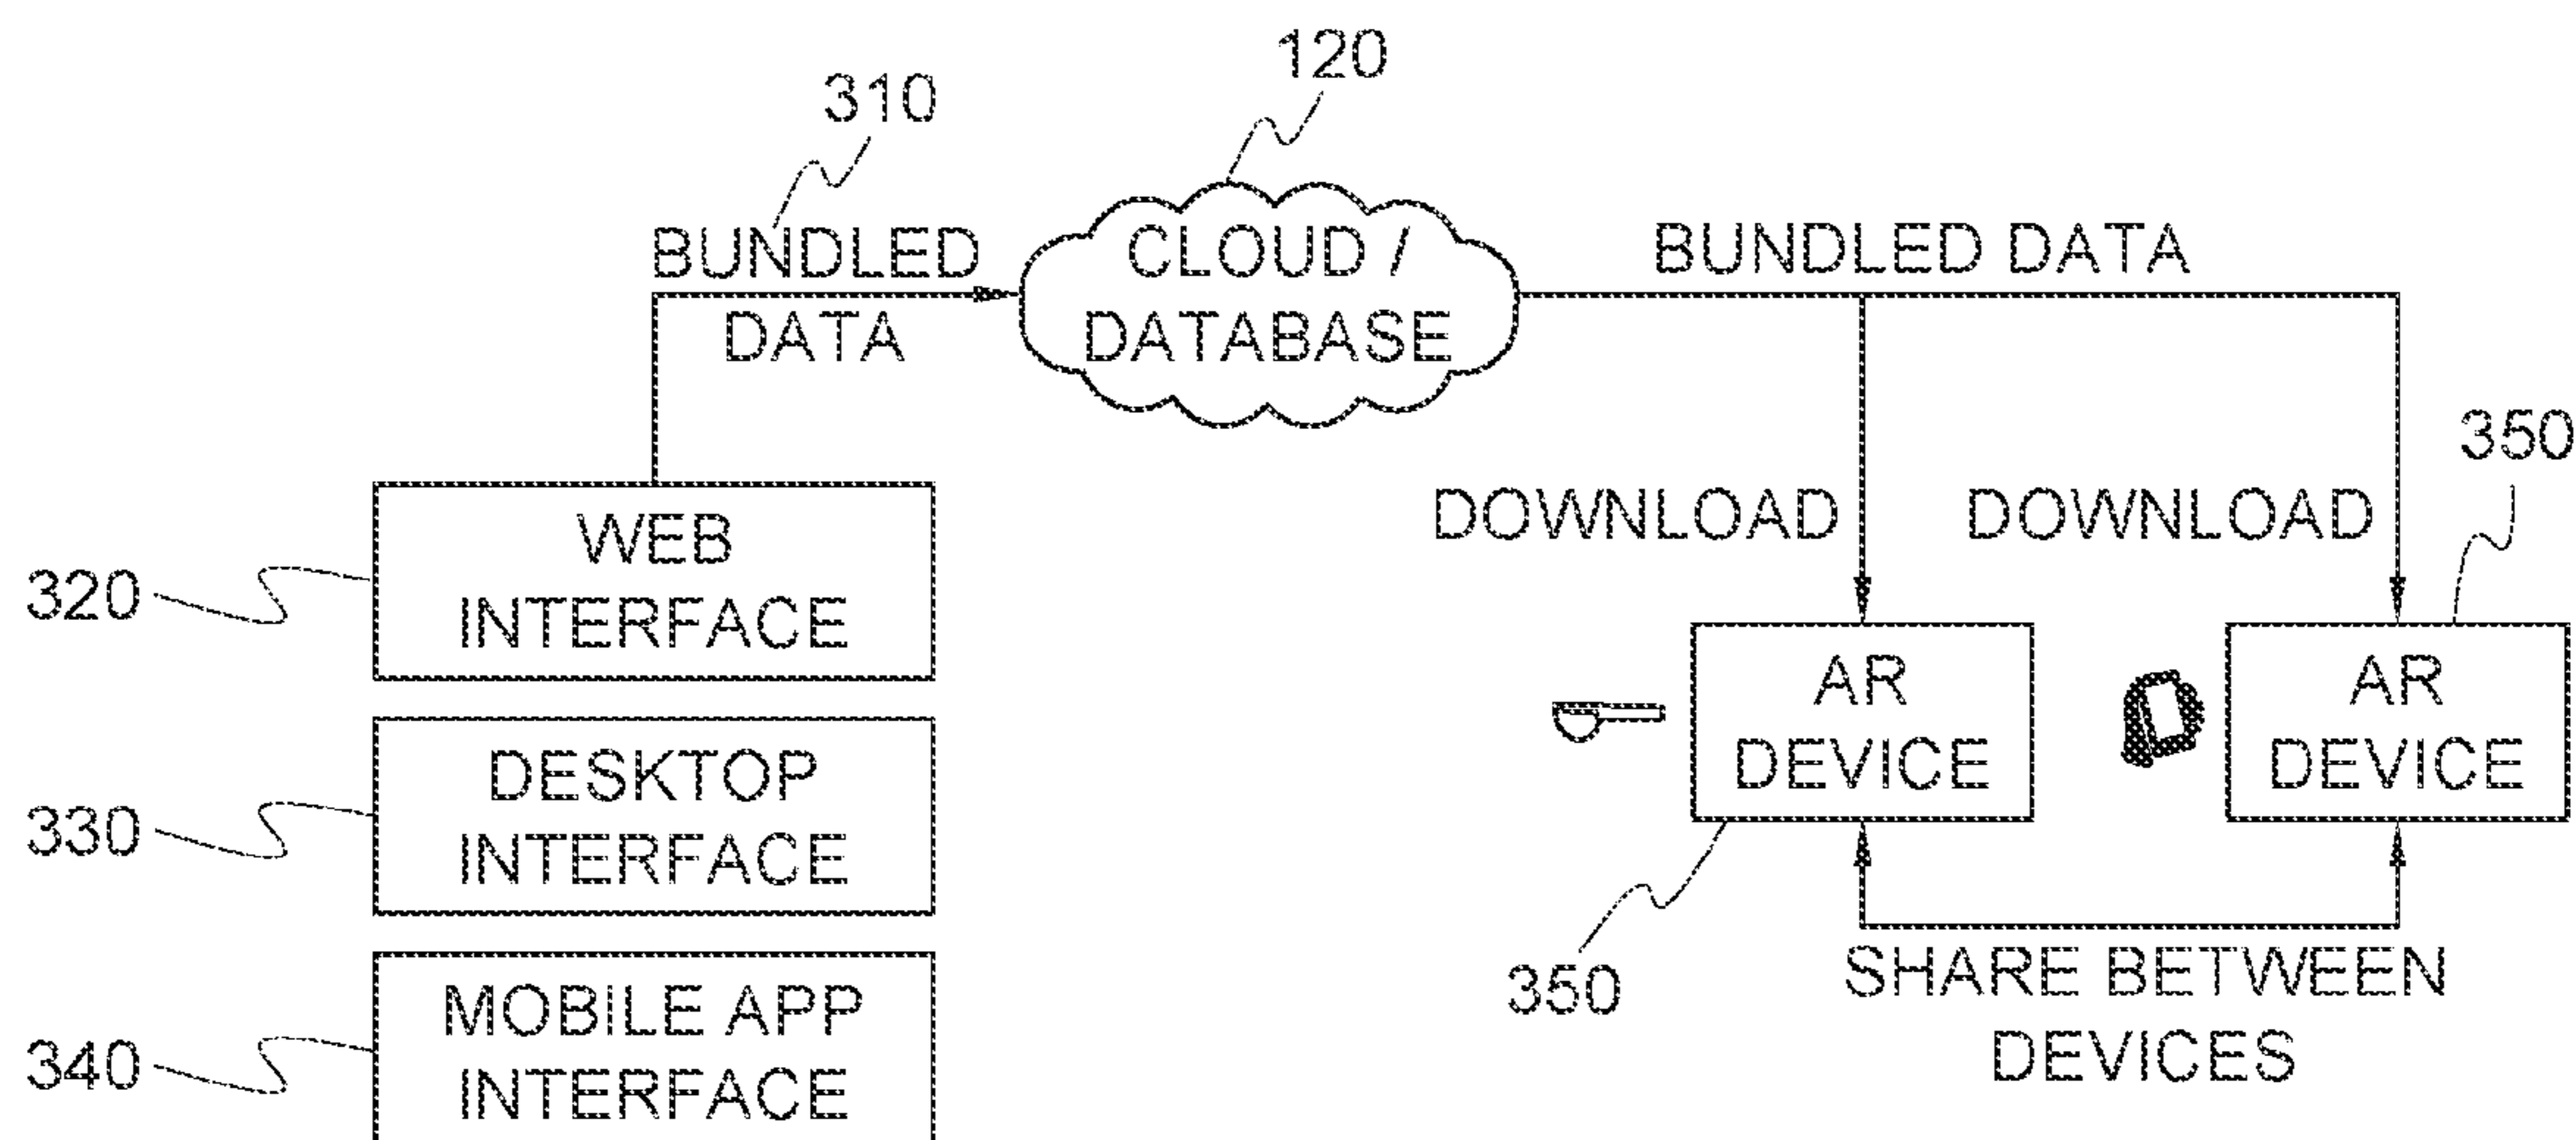 120
310
BUNDLED
DATA
CLOUD /
DATABASE
BUNDLED DATA
350
DOWNLOAD
DOWNLOAD
320
WEB
INTERFACE
AR
DEVICE
AR
DEVICE
330
DESKTOP
INTERFACE
350
SHARE BETWEEN
DEVICES
340
MOBILE APP
INTERFACE